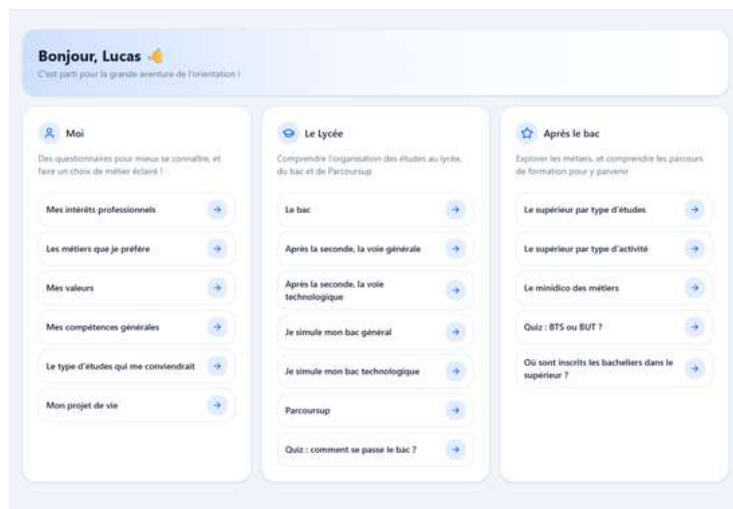 Bonjour, Lucas 👋
C'est parti pour la grande aventure de l'orientation !
Moi
Des questionnaires pour mieux se connaître, et
faire un choix de métier éclairé !
Mes intérêts professionnels
Les métiers que je préfère
Mes valeurs
Mes compétences générales
Le type d'études qui me conviendrait
Mon projet de vie
Le Lycée
Comprendre l'organisation des études au lycée,
du bac et de Parcoursup
Le bac
Après la seconde, la voie générale
Après la seconde, la voie
technologique
Je simule mon bac général
Je simule mon bac technologique
Parcoursup
Quiz : comment se passe le bac ?
Après le bac
Explorer les métiers, et comprendre les parcours
de formation pour y parvenir
Le supérieur par type d'études
Le supérieur par type d'activité
Le minidico des métiers
Quiz : BTS ou BUT ?
Où sont inscrits les bacheliers dans le
supérieur ?